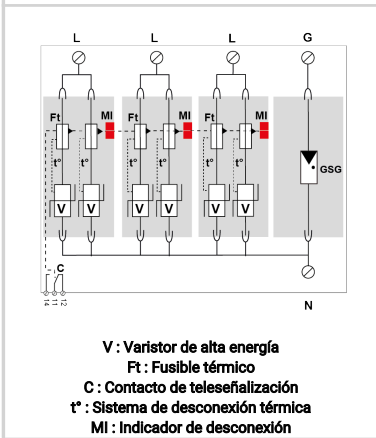 L L L G
Ft MI Ft MI Ft MI
t° t° t° GSG
V V V V V V
C
14 11 12
N
V : Varistor de alta energía
Ft : Fusible térmico
C : Contacto de teleseñalización
t° : Sistema de desconexión térmica
MI : Indicador de desconexión